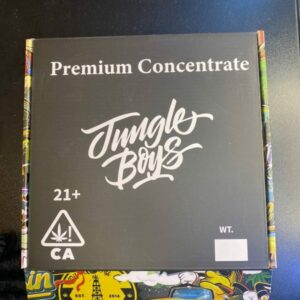 Premium Concentrate
Jungle
Boys
21+
WT.
!
CA